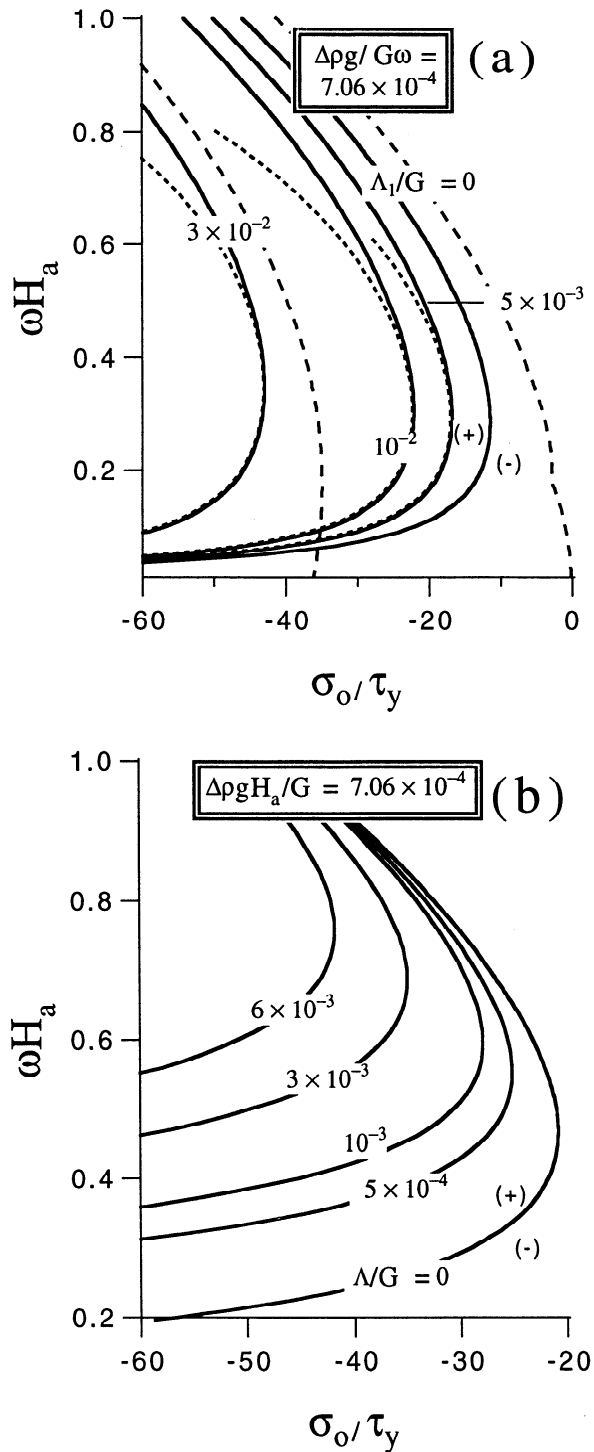 1.0
Δρg/ Gω =
7.06 × 10⁻⁴
(a)
0.8
Λ₁/G = 0
0.6
3 × 10⁻²
5 × 10⁻³
ωHₐ
0.4
10⁻²
(+)
(-)
0.2
-60
-40
-20
0
σₒ/ τy
1.0
ΔρgHₐ/G = 7.06 × 10⁻⁴
(b)
0.8
6 × 10⁻³
ωHₐ
0.6
3 × 10⁻³
10⁻³
5 × 10⁻⁴
(+)
0.4
(-)
Λ/G = 0
0.2
-60
-50
-40
-30
-20
σₒ/ τy